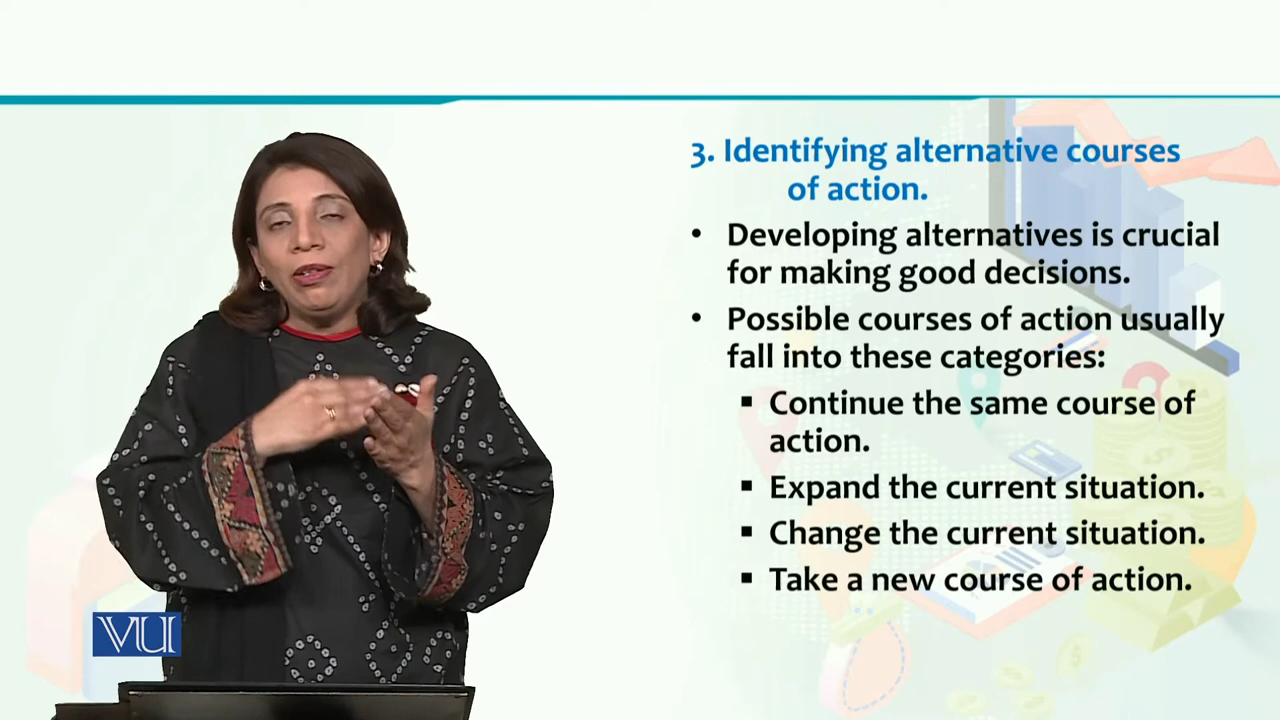 3. Identifying alternative courses
of action.
• Developing alternatives is crucial
for making good decisions.
• Possible courses of action usually
fall into these categories:
▪ Continue the same course of
action.
▪ Expand the current situation.
▪ Change the current situation.
▪ Take a new course of action.
VU